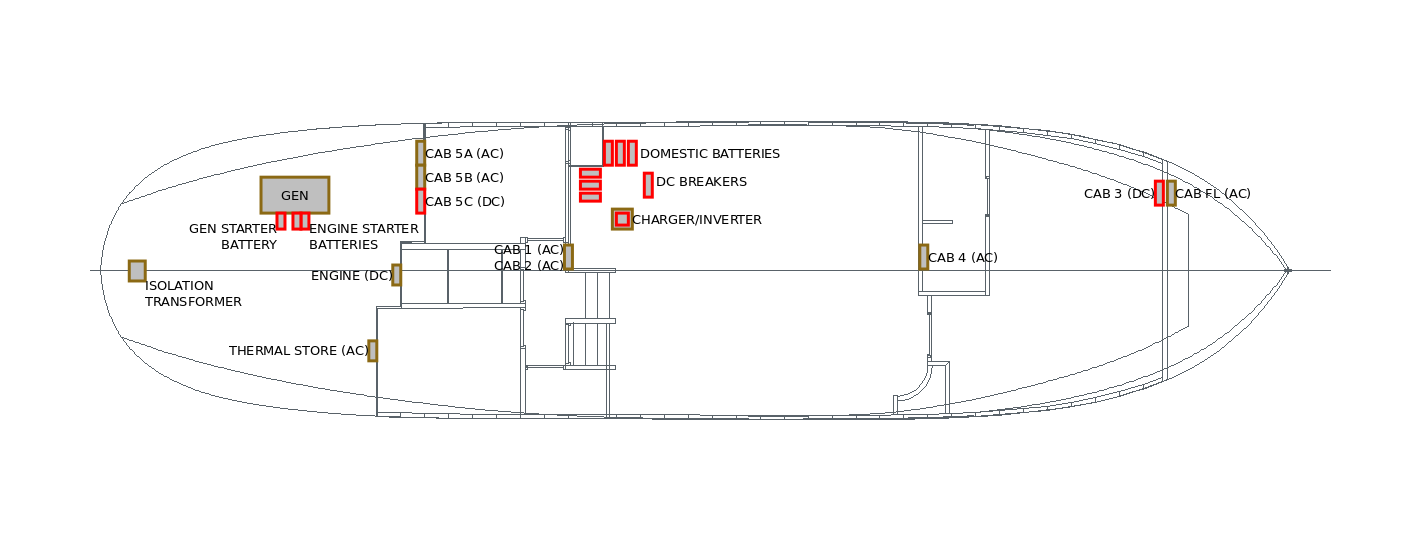 CAB 5A (AC)
DOMESTIC BATTERIES
CAB 5B (AC)
DC BREAKERS
GEN
CAB 5C (DC)
CAB 3 (DC)
CAB FL (AC)
CHARGER/INVERTER
GEN STARTER
BATTERY
ENGINE STARTER
BATTERIES
CAB 1 (AC)
CAB 2 (AC)
CAB 4 (AC)
ENGINE (DC)
ISOLATION
TRANSFORMER
THERMAL STORE (AC)